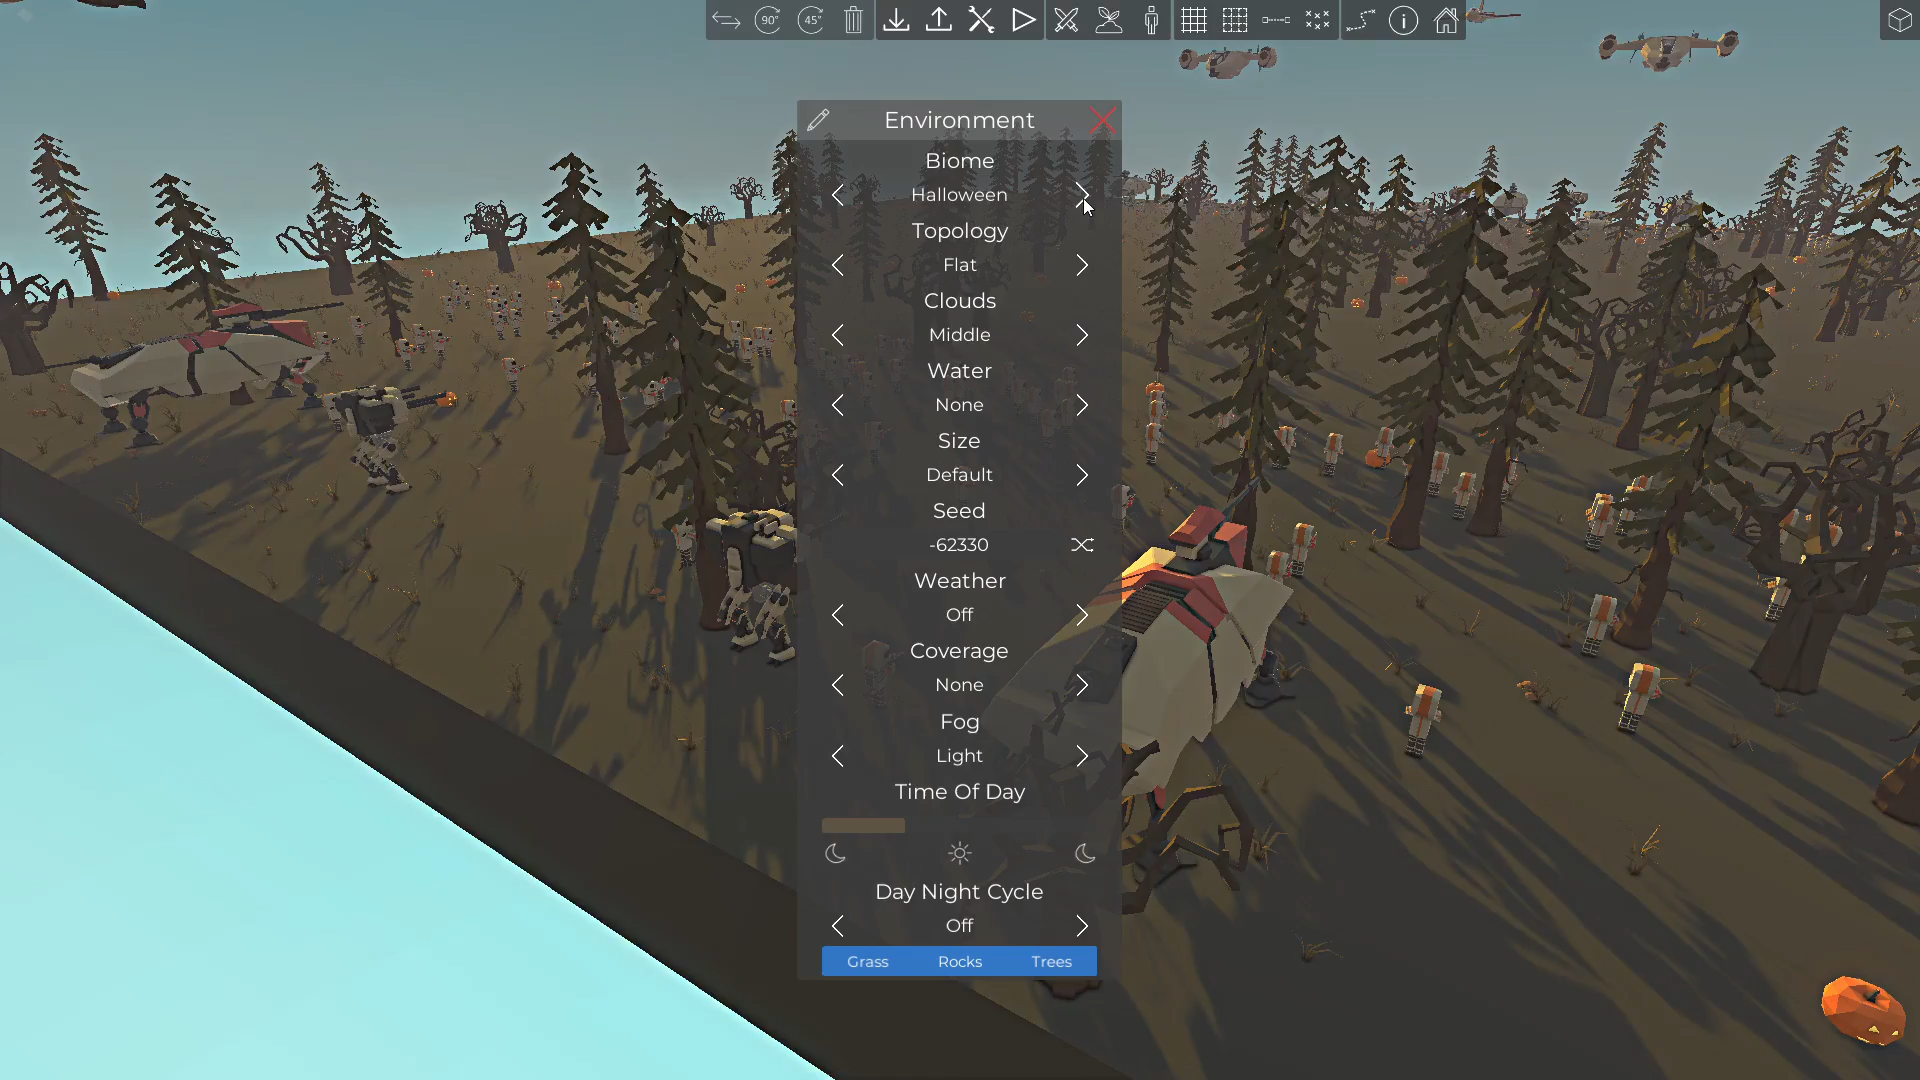 90°
45°
Environment
Biome
Halloween
Topology
Flat
Clouds
Middle
Water
None
Size
Default
Seed
-62330
Weather
Off
Coverage
None
Fog
Light
Time Of Day
Day Night Cycle
Off
Grass Rocks Trees